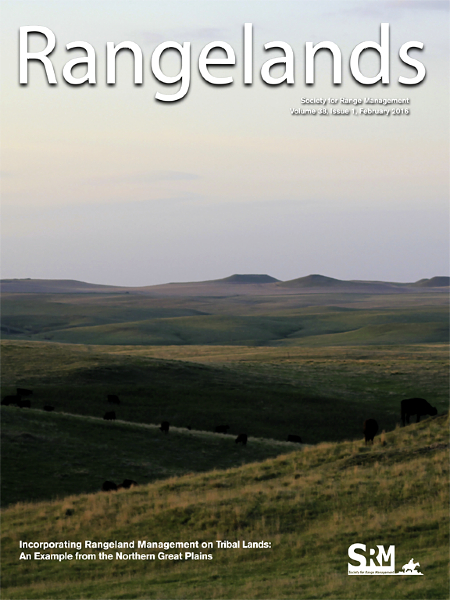 Rangelands
Society for Range Management
Volume 38, Issue 1, February 2016
Incorporating Rangeland Management on Tribal Lands:
An Example from the Northern Great Plains
SRM
Society for Range Management